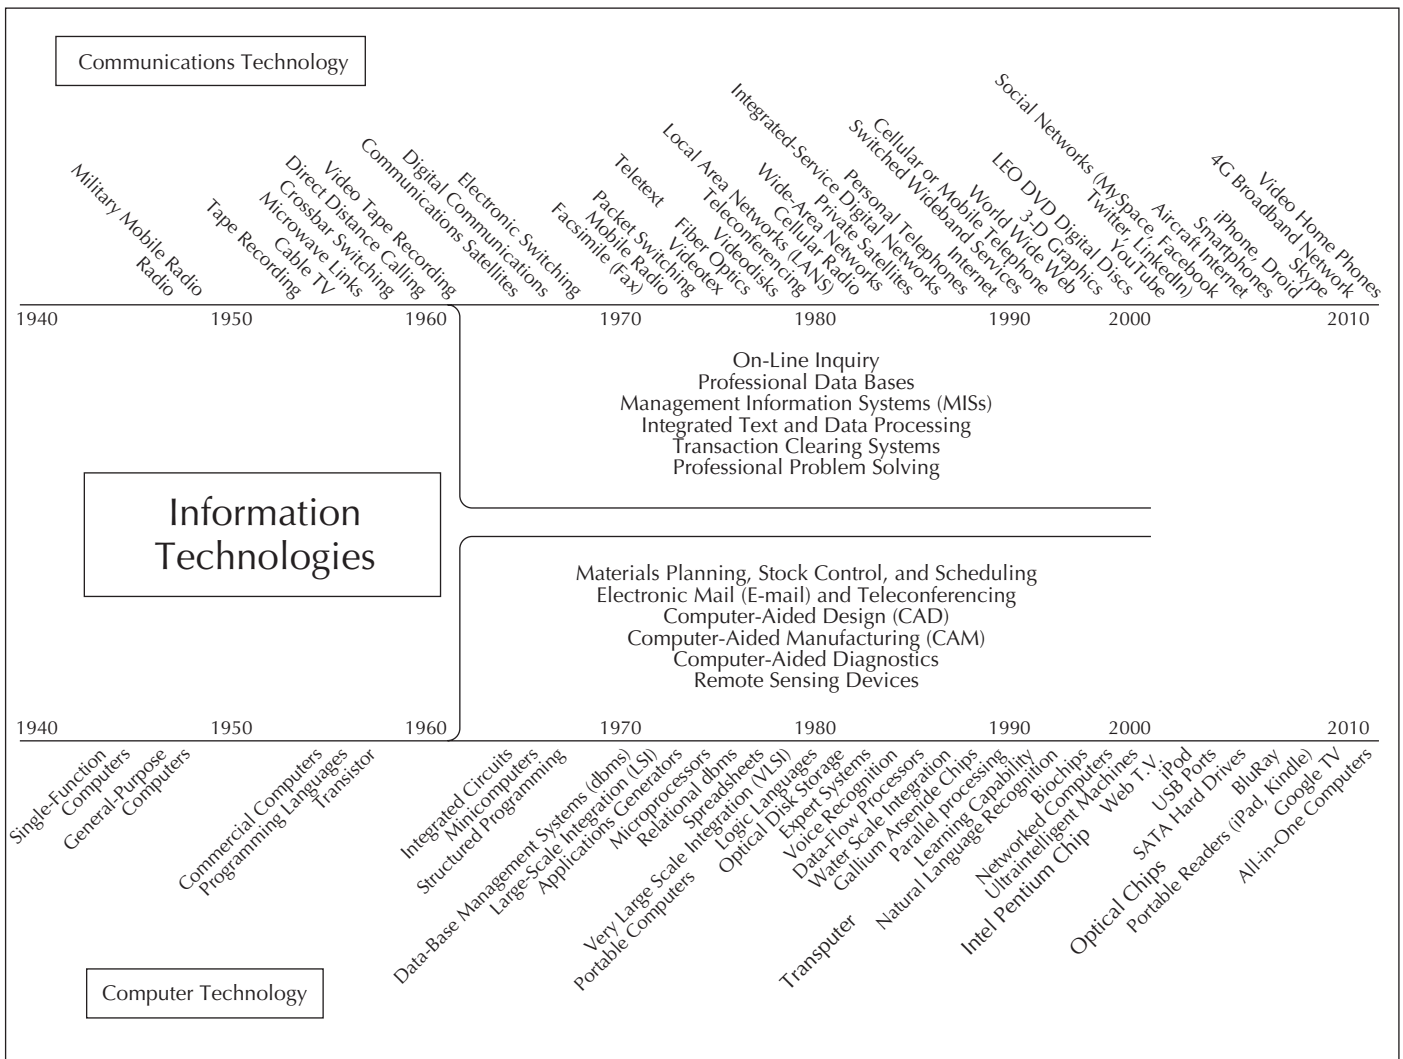 Communications Technology
Military Mobile Radio
Radio
Tape Recording
Cable TV
Microwave Links
Crossbar Switching
Direct Distance Calling
Video Tape Recording
Communications Satellites
Digital Communications
Electronic Switching
Facsimile (Fax)
Mobile Radio
Packet Switching
Teletext
Videotex
Fiber Optics
Videodisks
Teleconferencing
Local Area Networks (LANS)
Cellular Radio
Wide-Area Networks
Private Satellites
Integrated-Service Digital Networks
Personal Telephones
Internet
Switched Wideband Services
Cellular or Mobile Telephone
World Wide Web
3-D Graphics
LEO DVD Digital Discs
YouTube
Twitter, LinkedIn)
Social Networks (MySpace, Facebook
Aircraft Internet
Smartphones
iPhone, Droid
Skype
4G Broadband Network
Video Home Phones
1940 1950 1960 1970 1980 1990 2000 2010
On-Line Inquiry
Professional Data Bases
Management Information Systems (MISs)
Integrated Text and Data Processing
Transaction Clearing Systems
Professional Problem Solving
Information
Technologies
Materials Planning, Stock Control, and Scheduling
Electronic Mail (E-mail) and Teleconferencing
Computer-Aided Design (CAD)
Computer-Aided Manufacturing (CAM)
Computer-Aided Diagnostics
Remote Sensing Devices
1940 1950 1960 1970 1980 1990 2000 2010
Single-Function
Computers
General-Purpose
Computers
Commercial Computers
Programming Languages
Transistor
Integrated Circuits
Minicomputers
Structured Programming
Data-Base Management Systems (dbms)
Large-Scale Integration (LSI)
Applications Generators
Microprocessors
Relational dbms
Spreadsheets
Very Large Scale Integration (VLSI)
Portable Computers
Logic Languages
Optical Disk Storage
Expert Systems
Voice Recognition
Data-Flow Processors
Water Scale Integration
Gallium Arsenide Chips
Transputer
Parallel Processing
Learning Capability
Natural Language Recognition
Biochips
Networked Computers
Ultraintelligent Machines
Intel Pentium Chip
Web T.V.
iPod
USB Ports
Optical Chips
SATA Hard Drives
BluRay
Portable Readers (iPad, Kindle)
Google TV
All-in-One Computers
Computer Technology